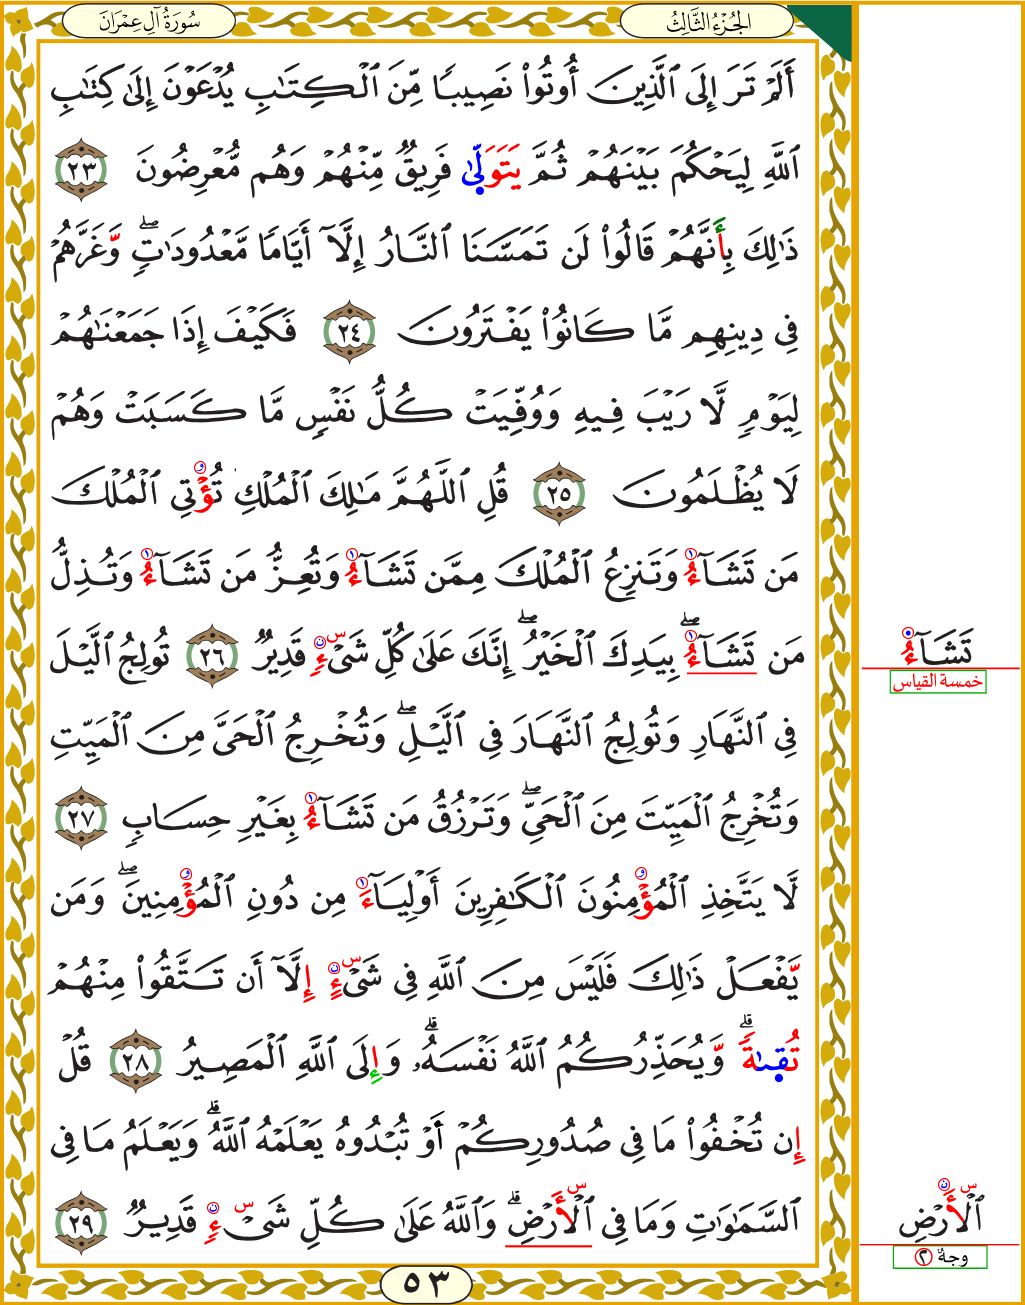 الجُزْءُ الثَّالِثُ
سُورَةُ آلِ عِمْرَانَ
أَلَمْ تَرَ إِلَى ٱلَّذِينَ أُوتُوا۟ نَصِيبًا مِّنَ ٱلْكِتَـٰبِ يُدْعَوْنَ إِلَىٰ كِتَـٰبِ
ٱللَّهِ لِيَحْكُمَ بَيْنَهُمْ ثُمَّ يَتَوَلَّىٰ فَرِيقٌ مِّنْهُمْ وَهُم مُّعْرِضُونَ ٢٣
ذَٰلِكَ بِأَنَّهُمْ قَالُوا۟ لَن تَمَسَّنَا ٱلنَّارُ إِلَّآ أَيَّامًا مَّعْدُودَٰتٍۖ وَّغَرَّهُمْ
فِى دِينِهِم مَّا كَانُوا۟ يَفْتَرُونَ ٢٤ فَكَيْفَ إِذَا جَمَعْنَـٰهُمْ
لِيَوْمٍ لَّا رَيْبَ فِيهِ وَوُفِّيَتْ كُلُّ نَفْسٍ مَّا كَسَبَتْ وَهُمْ
لَا يُظْلَمُونَ ٢٥ قُلِ ٱللَّهُمَّ مَـٰلِكَ ٱلْمُلْكِ تُؤْتِى ٱلْمُلْكَ
مَن تَشَآءُ وَتَنزِعُ ٱلْمُلْكَ مِمَّن تَشَآءُ وَتُعِزُّ مَن تَشَآءُ وَتُذِلُّ
مَن تَشَآءُۖ بِيَدِكَ ٱلْخَيْرُۖ إِنَّكَ عَلَىٰ كُلِّ شَىْءٍ قَدِيرٌ ٢٦ تُولِجُ ٱلَّيْلَ
فِى ٱلنَّهَارِ وَتُولِجُ ٱلنَّهَارَ فِى ٱلَّيْلِۖ وَتُخْرِجُ ٱلْحَىَّ مِنَ ٱلْمَيِّتِ
وَتُخْرِجُ ٱلْمَيِّتَ مِنَ ٱلْحَىِّۖ وَتَرْزُقُ مَن تَشَآءُ بِغَيْرِ حِسَابٍ ٢٧
لَّا يَتَّخِذِ ٱلْمُؤْمِنُونَ ٱلْكَـٰفِرِينَ أَوْلِيَآءَ مِن دُونِ ٱلْمُؤْمِنِينَۖ وَمَن
يَّفْعَلْ ذَٰلِكَ فَلَيْسَ مِنَ ٱللَّهِ فِى شَىْءٍ إِلَّآ أَن تَتَّقُوا۟ مِنْهُمْ
تُقَىٰةًۗ وَّيُحَذِّرُكُمُ ٱللَّهُ نَفْسَهُۥۗ وَإِلَى ٱللَّهِ ٱلْمَصِيرُ ٢٨ قُلْ
إِن تُخْفُوا۟ مَا فِى صُدُورِكُمْ أَوْ تُبْدُوهُ يَعْلَمْهُ ٱللَّهُۗ وَيَعْلَمُ مَا فِى
ٱلسَّمَـٰوَٰتِ وَمَا فِى ٱلْأَرْضِۗ وَٱللَّهُ عَلَىٰ كُلِّ شَىْءٍ قَدِيرٌ ٢٩
٥٣
تَشَآءُ
خمسة القياس
ٱلْأَرْضِ
وجهٌ ٢